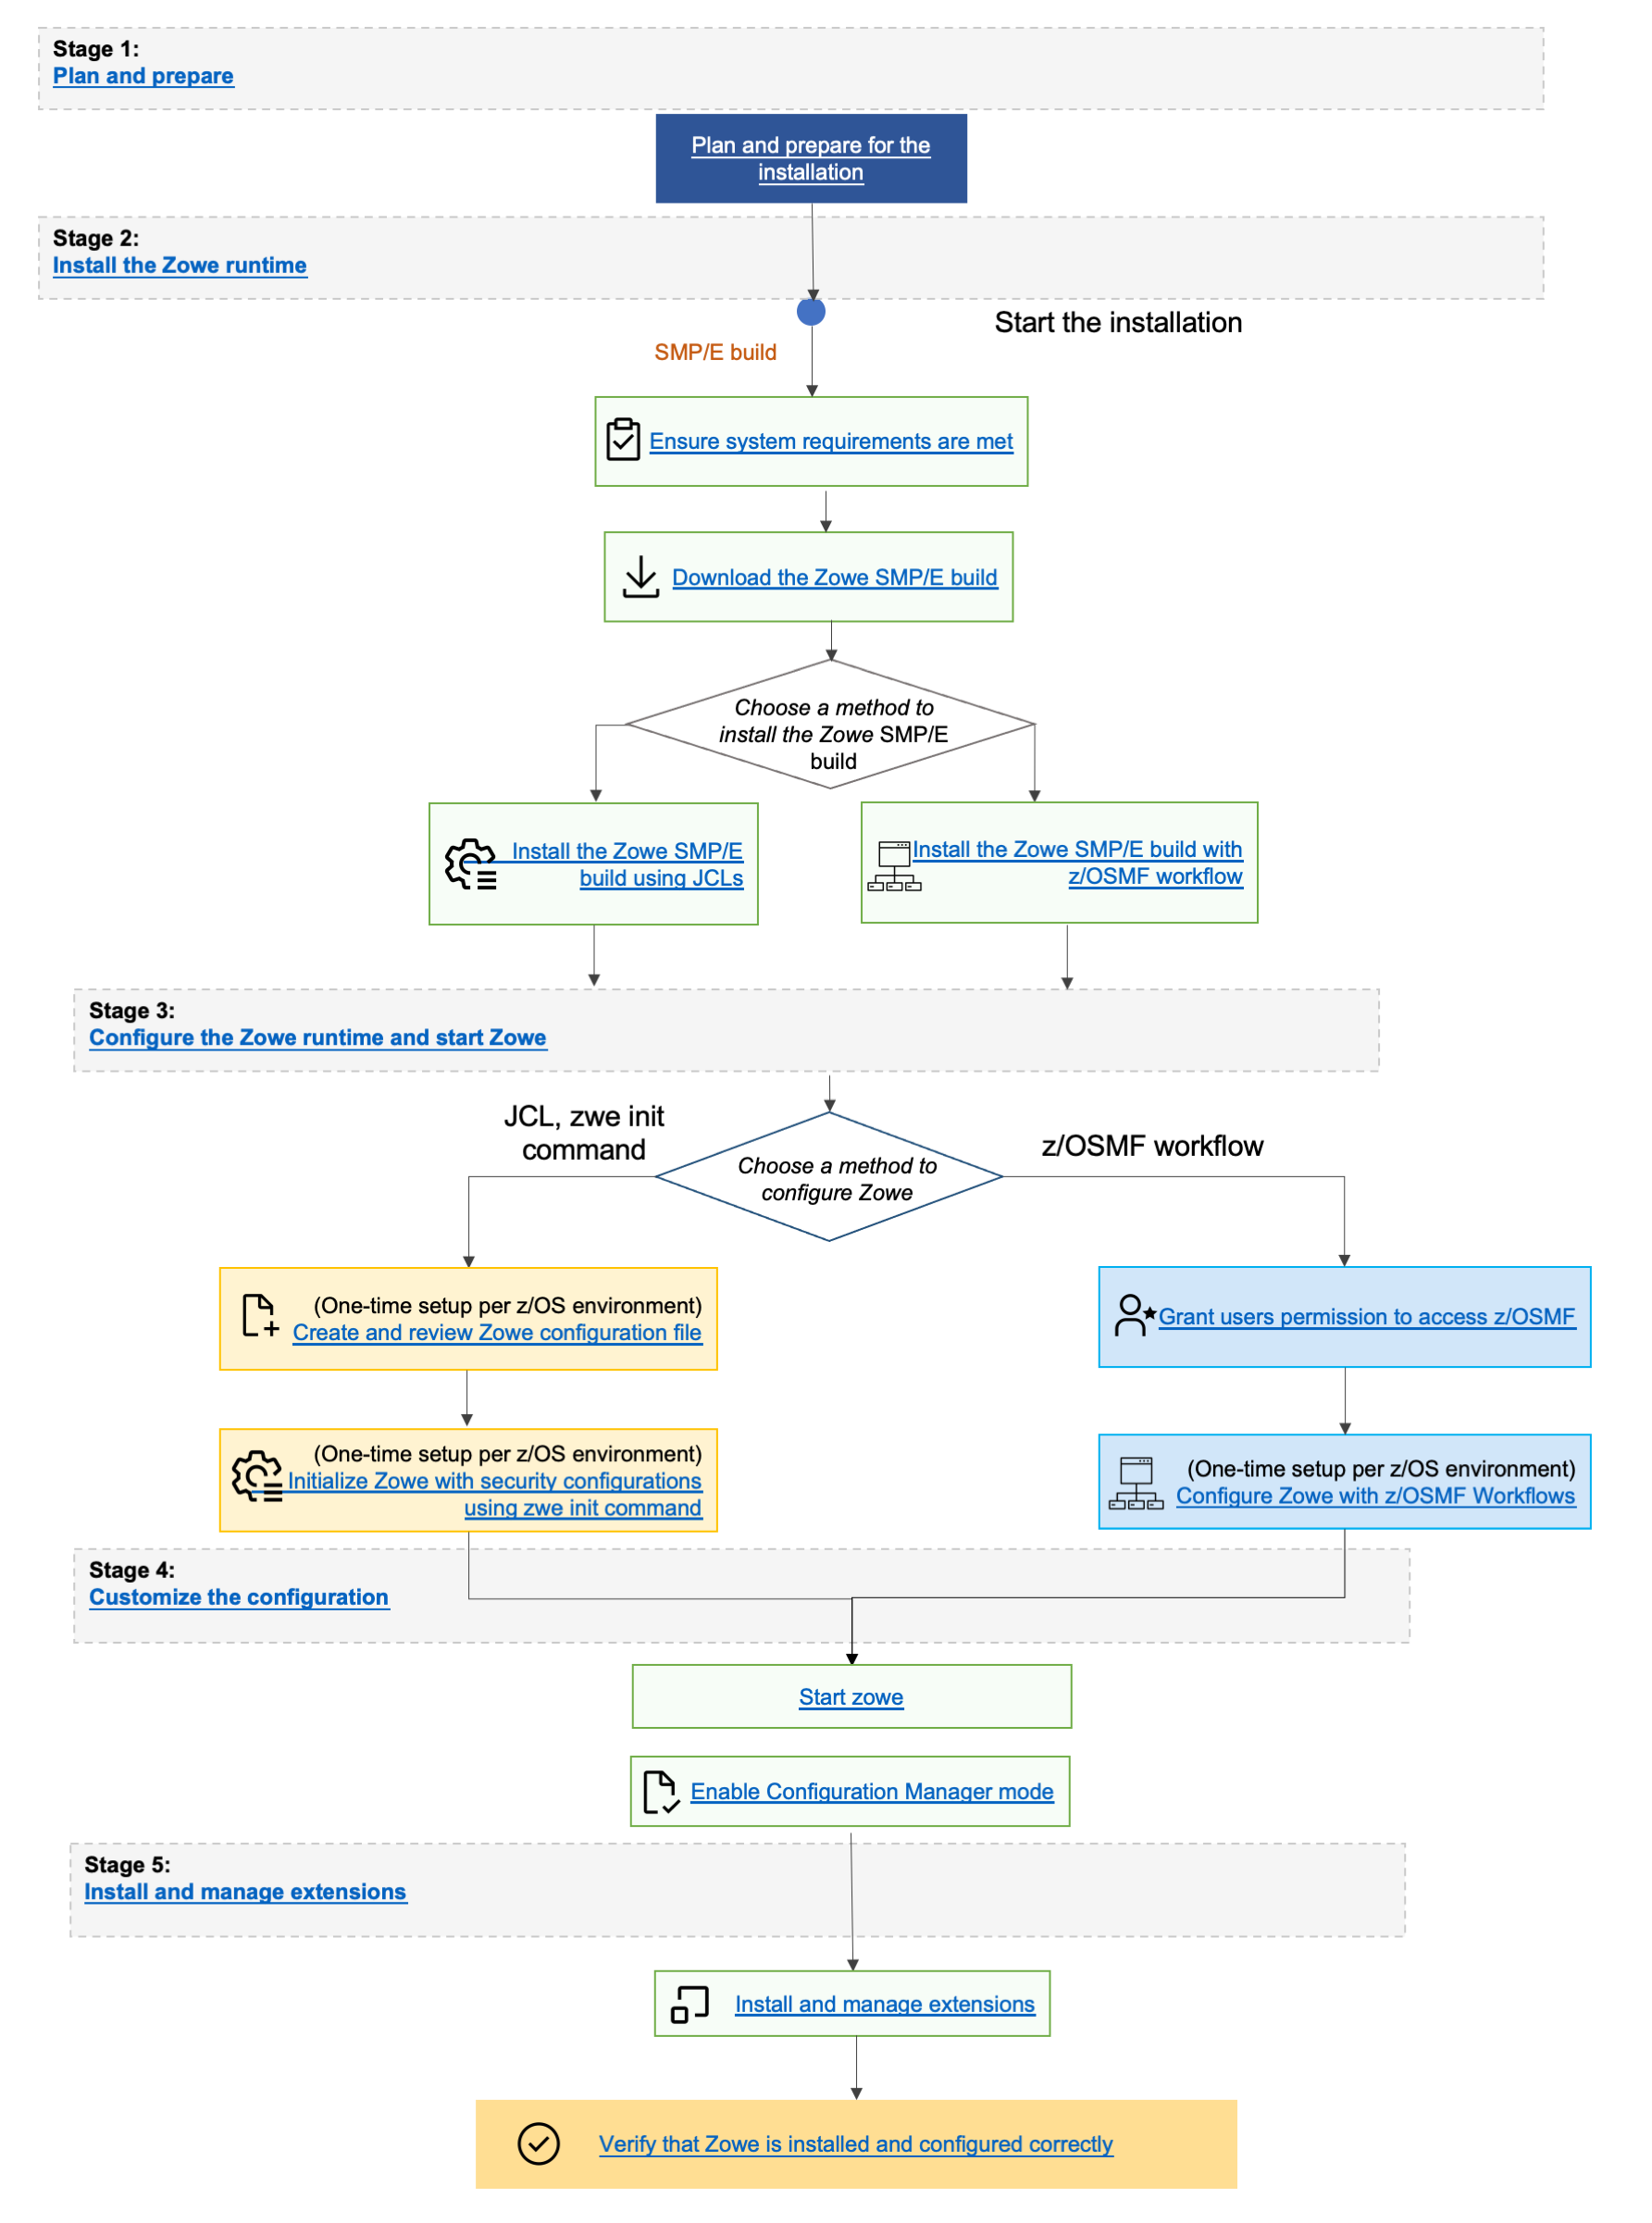 Stage 1:
Plan and prepare
Plan and prepare for the
installation
Stage 2:
Install the Zowe runtime
Start the installation
SMP/E build
Ensure system requirements are met
Download the Zowe SMP/E build
Choose a method to
install the Zowe SMP/E
build
Install the Zowe SMP/E
build using JCLs
Install the Zowe SMP/E build with
z/OSMF workflow
Stage 3:
Configure the Zowe runtime and start Zowe
JCL, zwe init
command
z/OSMF workflow
Choose a method to
configure Zowe
(One-time setup per z/OS environment)
Create and review Zowe configuration file
Grant users permission to access z/OSMF
(One-time setup per z/OS environment)
Initialize Zowe with security configurations
using zwe init command
(One-time setup per z/OS environment)
Configure Zowe with z/OSMF Workflows
Stage 4:
Customize the configuration
Start zowe
Enable Configuration Manager mode
Stage 5:
Install and manage extensions
Install and manage extensions
Verify that Zowe is installed and configured correctly